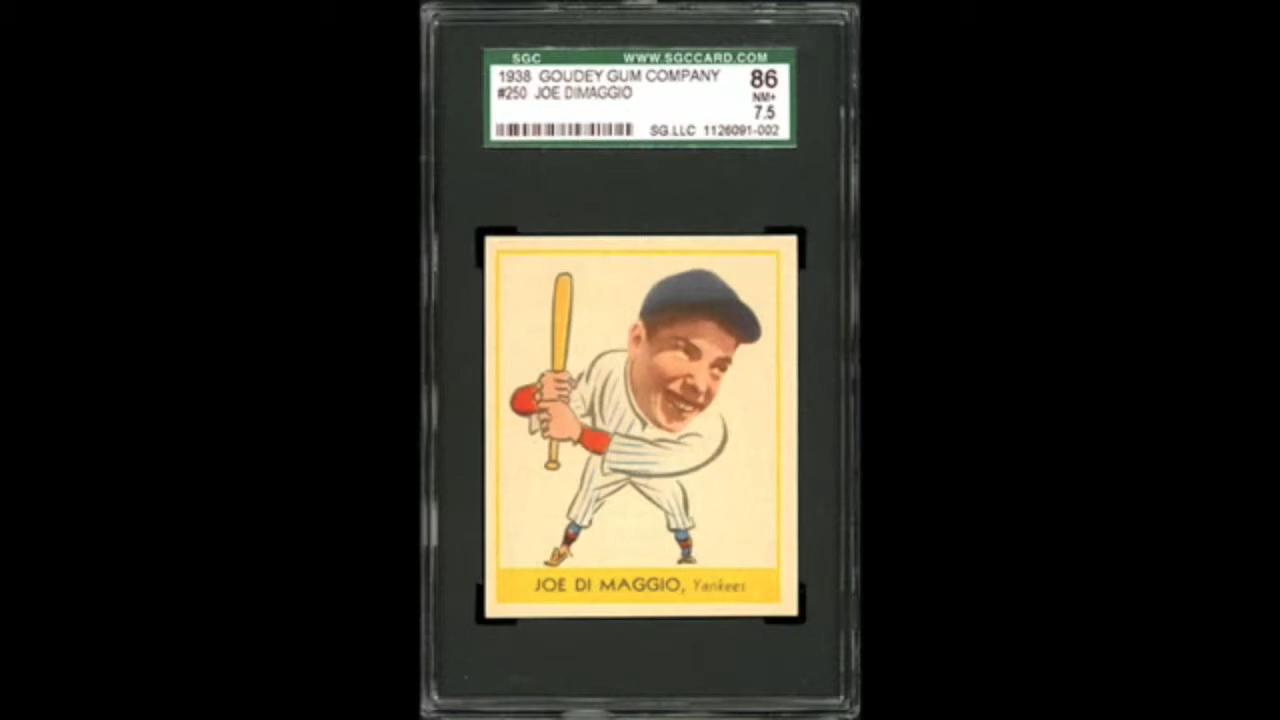 SGC WWW.SGCCARD.COM
1938 GOUDEY GUM COMPANY 86
#250 JOE DIMAGGIO NM+
7.5
SG.LLC 1126091-002
JOE DI MAGGIO, Yankees